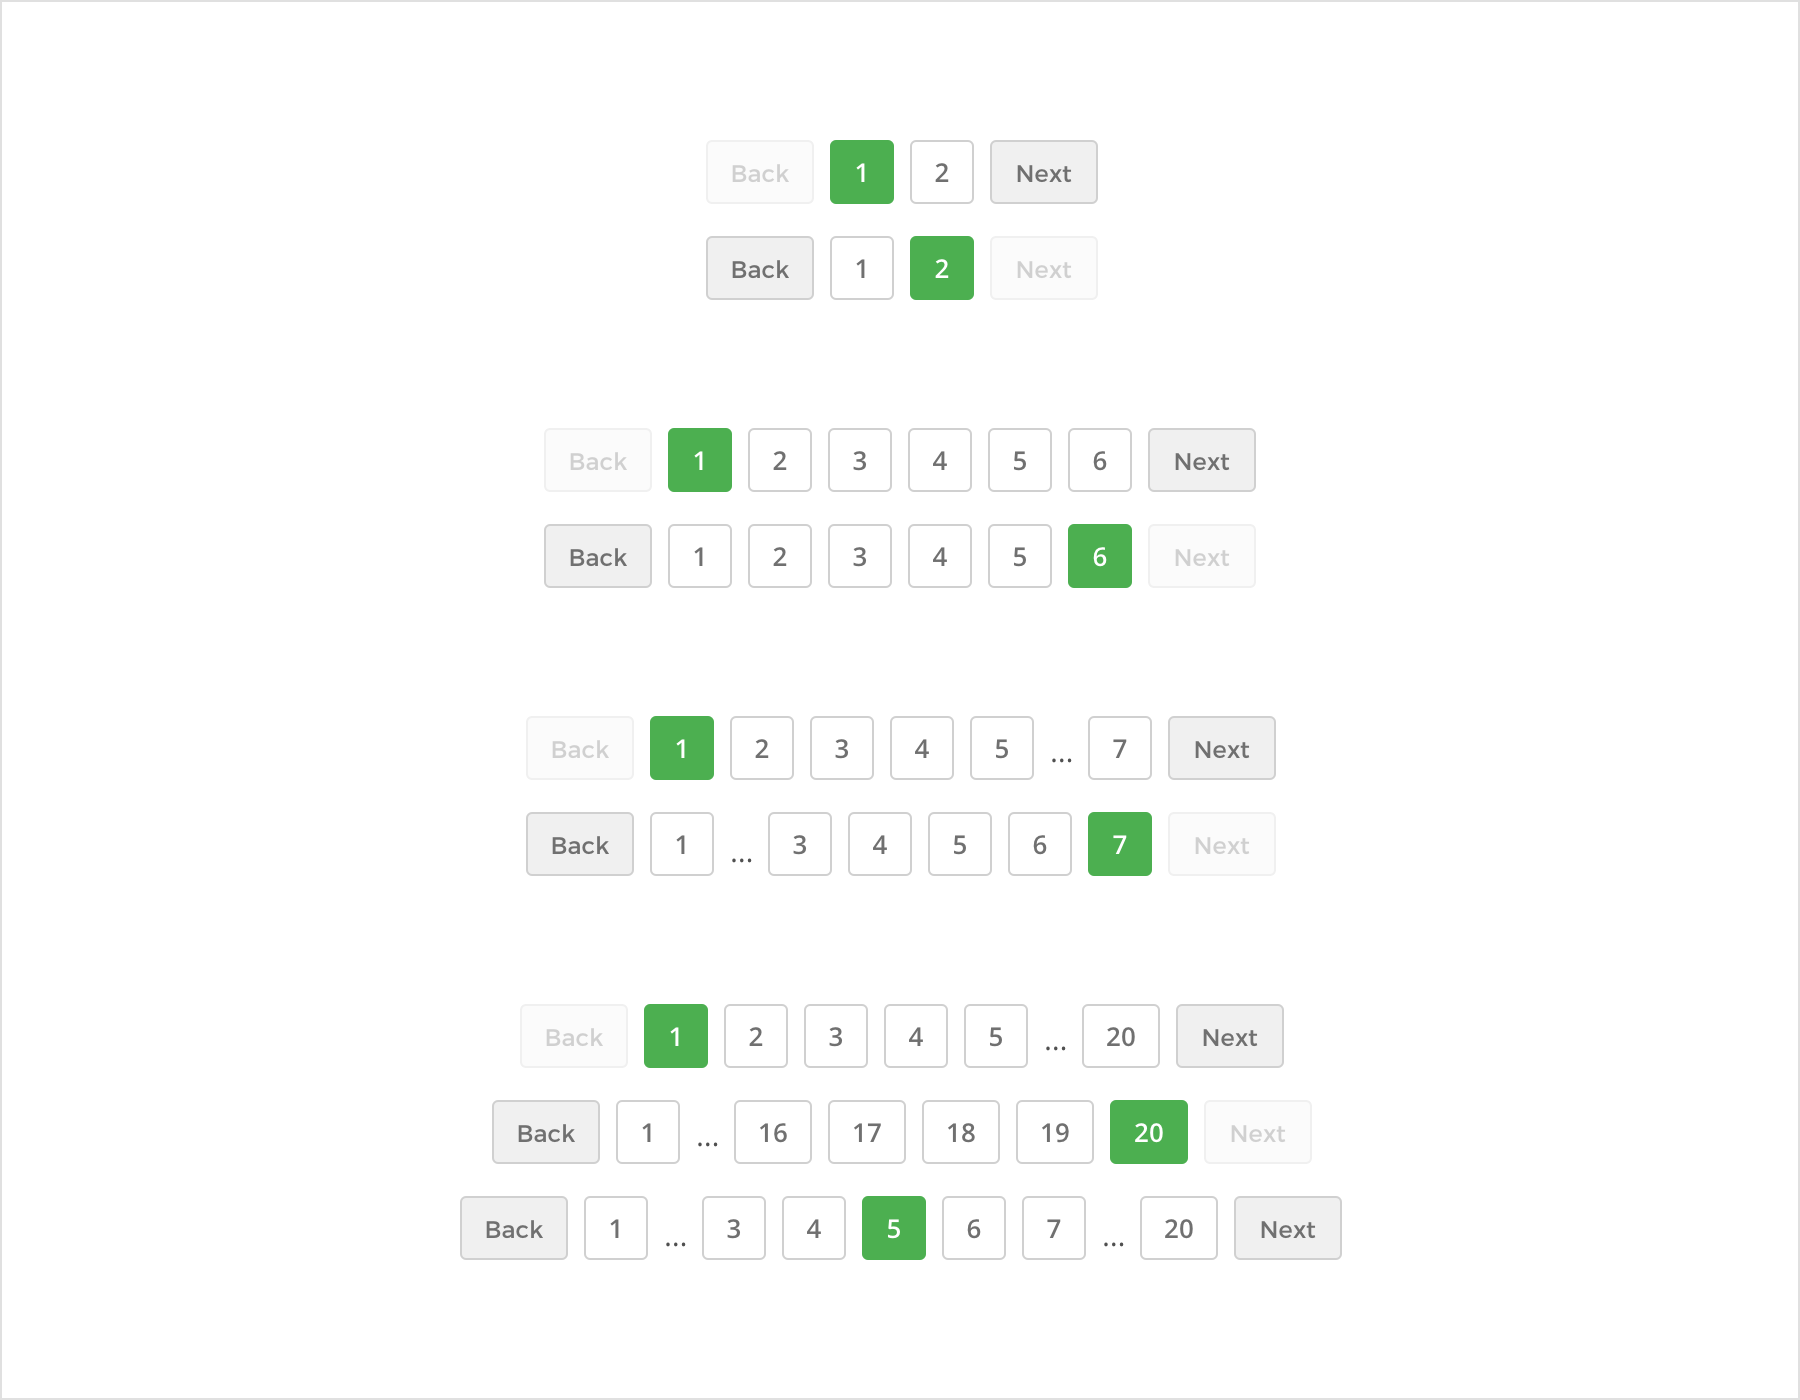 Back 1 2 Next
Back 1 2 Next
Back 1 2 3 4 5 6 Next
Back 1 2 3 4 5 6 Next
Back 1 2 3 4 5 ... 7 Next
Back 1 ... 3 4 5 6 7 Next
Back 1 2 3 4 5 ... 20 Next
Back 1 ... 16 17 18 19 20 Next
Back 1 ... 3 4 5 6 7 ... 20 Next